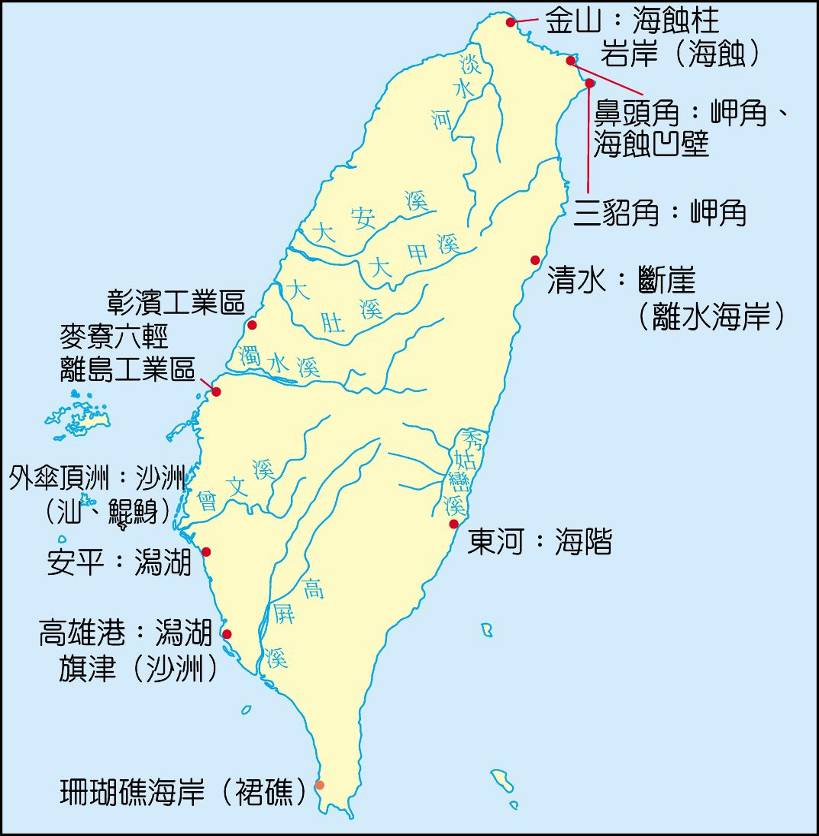 金山：海蝕柱
岩岸（海蝕）
鼻頭角：岬角、
海蝕凹壁
三貂角：岬角
清水：斷崖
（離水海岸）
淡水河
大安溪
大甲溪
大肚溪
彰濱工業區
麥寮六輕
離島工業區
濁水溪
秀姑巒溪
外傘頂洲：沙洲
（汕、鯤鯓）
曾文溪
東河：海階
安平：潟湖
高屏溪
高雄港：潟湖
旗津（沙洲）
珊瑚礁海岸（裙礁）